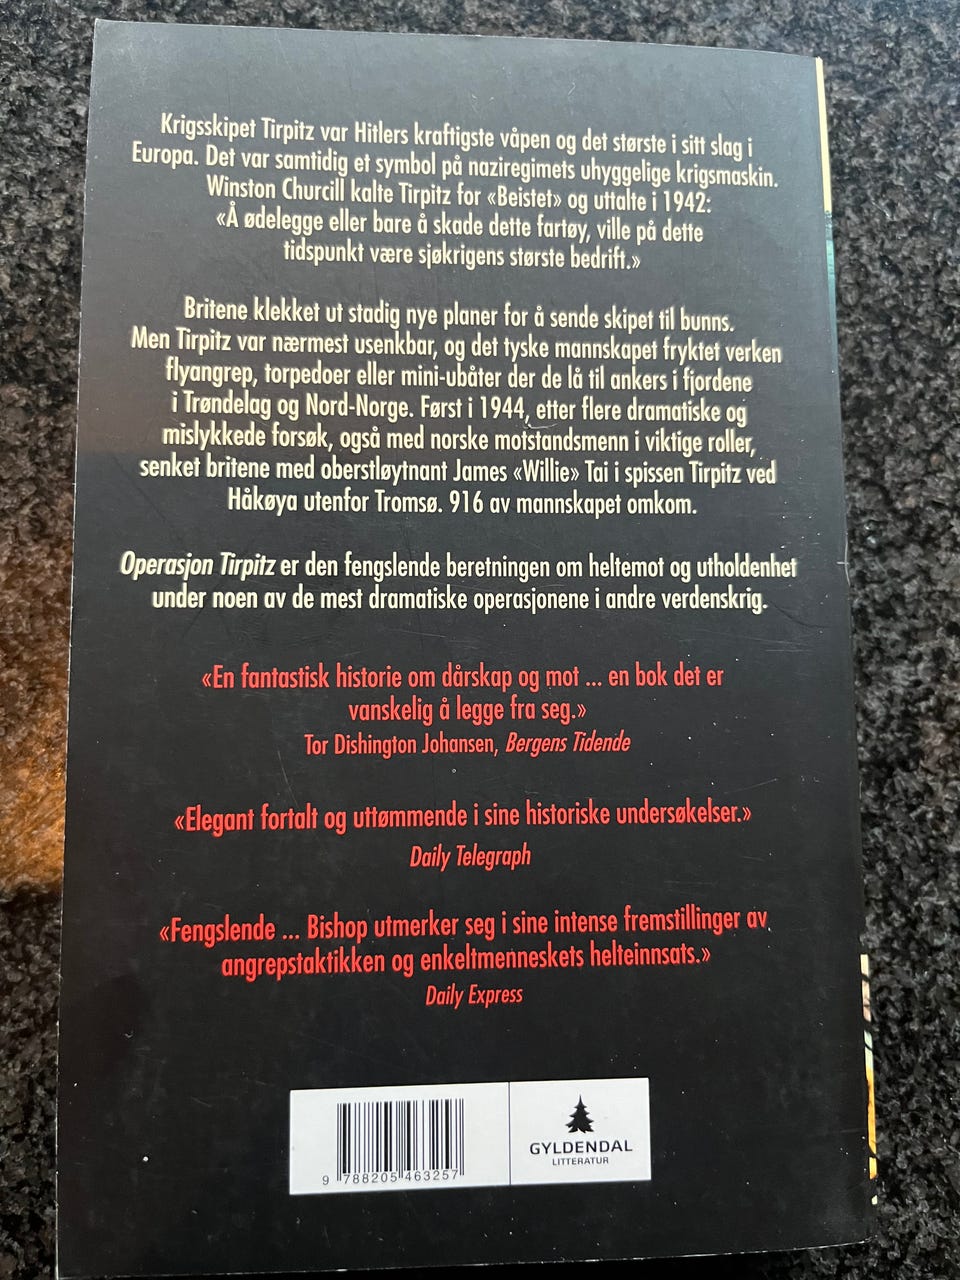 Krigsskipet Tirpitz var Hitlers kraftigste våpen og det største i sitt slag i
Europa. Det var samtidig et symbol på naziregimets uhyggelige krigsmaskin.
Winston Churcill kalte Tirpitz for «Beistet» og uttalte i 1942:
«Å ødelegge eller bare å skade dette fartøy, ville på dette
tidspunkt være sjøkrigens største bedrift.»
Britene klekket ut stadig nye planer for å sende skipet til bunns.
Men Tirpitz var nærmest usenkbar, og det tyske mannskapet fryktet verken
flyangrep, torpedoer eller mini-ubåter der de lå til ankers i fjordene
i Trøndelag og Nord-Norge. Først i 1944, etter flere dramatiske og
mislykkede forsøk, også med norske motstandsmenn i viktige roller,
senket britene med oberstløytnant James «Willie» Tai i spissen Tirpitz ved
Håkøya utenfor Tromsø. 916 av mannskapet omkom.
Operasjon Tirpitz er den fengslende beretningen om heltemot og utholdenhet
under noen av de mest dramatiske operasjonene i andre verdenskrig.
«En fantastisk historie om dårskap og mot ... en bok det er
vanskelig å legge fra seg.»
Tor Dishington Johansen, Bergens Tidende
«Elegant fortalt og uttømmende i sine historiske undersøkelser.»
Daily Telegraph
«Fengslende ... Bishop utmerker seg i sine intense fremstillinger av
angrepstaktikken og enkeltmenneskets helteinnsats.»
Daily Express
9 788205 463257
GYLDENDAL
LITTERATUR